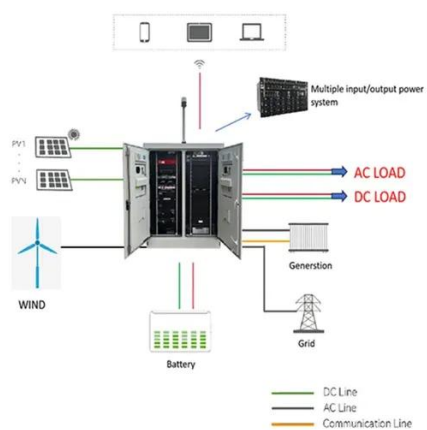 Multiple input/output power
system
PV1
PVN
AC LOAD
DC LOAD
WIND
Generstion
Grid
Battery
DC Line
AC Line
Communication Line